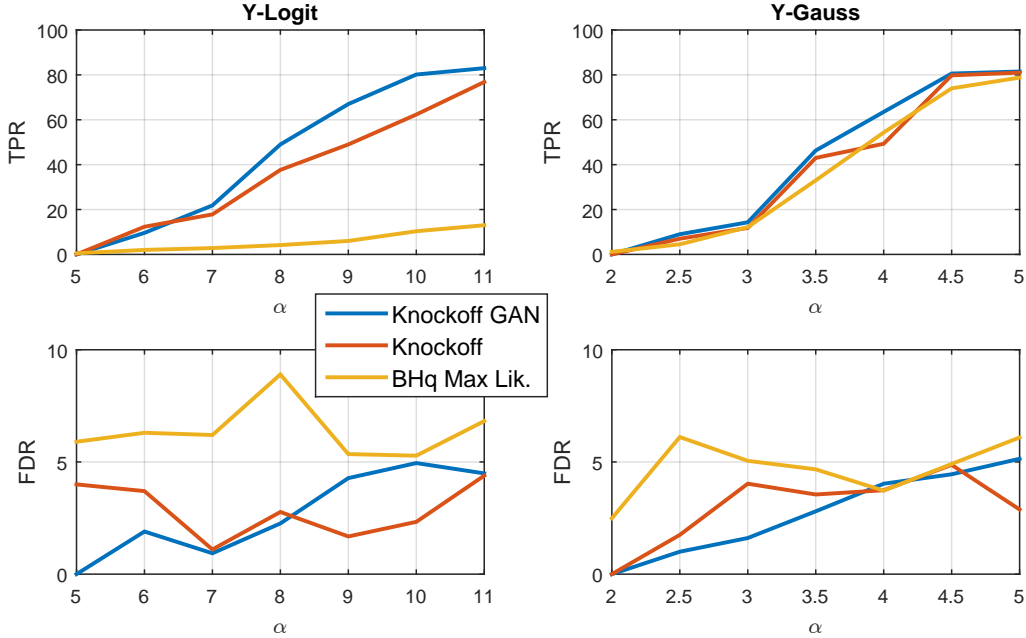 Y-Logit
Y-Gauss
100
80
60
40
20
0
TPR
5 6 7 8 9 10 11
α
100
80
60
40
20
0
TPR
2 2.5 3 3.5 4 4.5 5
α
Knockoff GAN
Knockoff
BHq Max Lik.
10
5
0
FDR
5 6 7 8 9 10 11
α
10
5
0
FDR
2 2.5 3 3.5 4 4.5 5
α